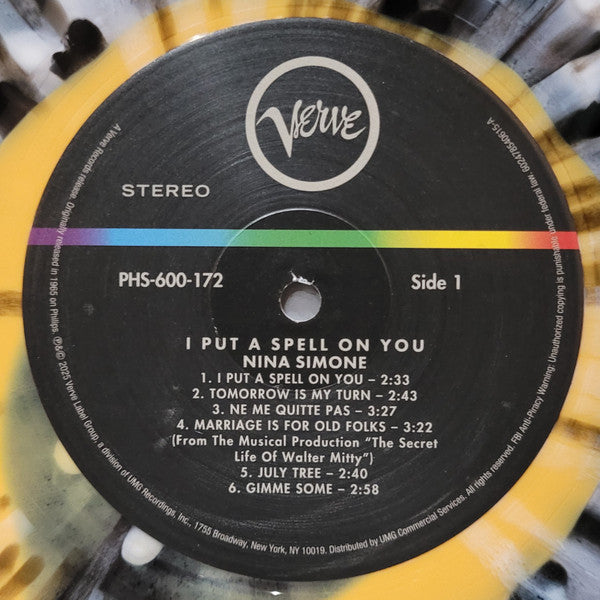 Verve
STEREO
PHS-600-172
Side 1
I PUT A SPELL ON YOU
NINA SIMONE
1. I PUT A SPELL ON YOU – 2:33
2. TOMORROW IS MY TURN – 2:43
3. NE ME QUITTE PAS – 3:27
4. MARRIAGE IS FOR OLD FOLKS – 3:22
(From The Musical Production "The Secret
Life Of Walter Mitty")
5. JULY TREE – 2:40
6. GIMME SOME – 2:58
A Verve Records release. Originally released in 1965 on Philips. ℗&© 2025 Verve Label Group, a division of UMG Recordings, Inc., 1755 Broadway, New York, NY 10019. Distributed by UMG Commercial Services. All rights reserved. FBI Anti-Piracy Warning: Unauthorized copying is punishable under federal law. 602478540615-A